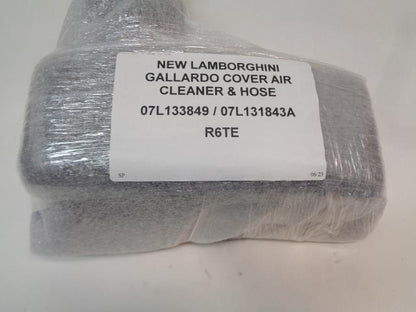 NEW LAMBORGHINI
GALLARDO COVER AIR
CLEANER & HOSE
07L133849 / 07L131843A
R6TE
SP 06/23